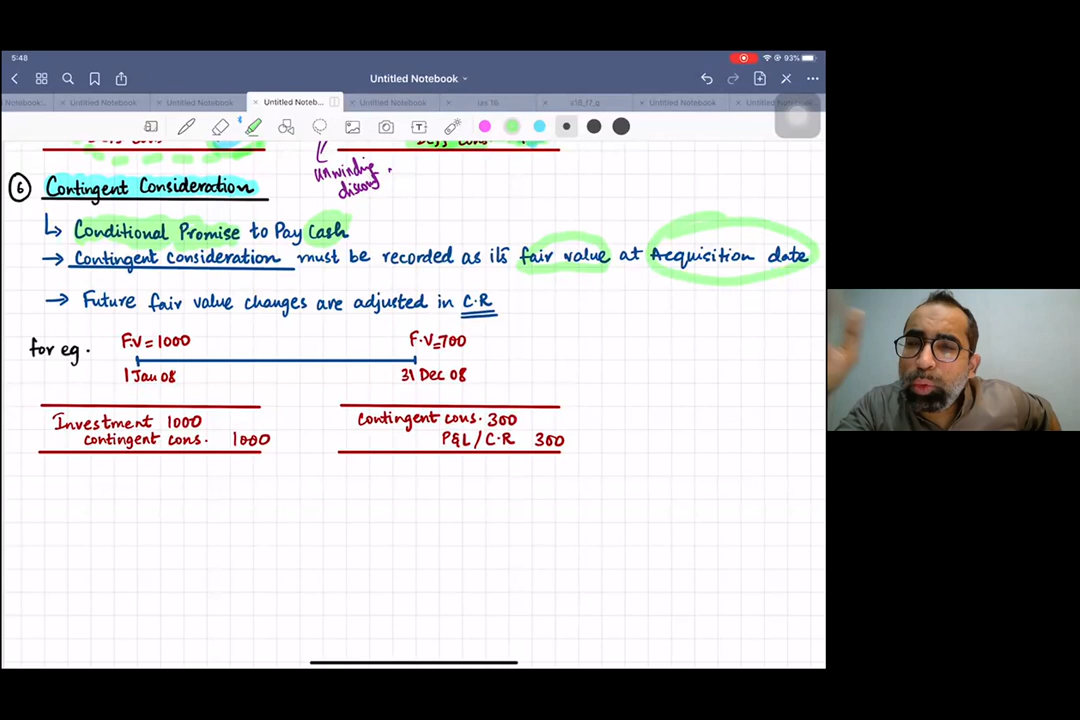 5:48
93%
Untitled Notebook
Notebook...
Untitled Notebook
Untitled Notebook
Untitled Noteb...
Untitled Notebook
ias 16
Untitled Notebook
unwinding
⑥ Contingent Consideration
↳ Conditional Promise to Pay Cash
→ Contingent Consideration must be recorded as its fair value at Acquisition date
→ Future fair value changes are adjusted in C.R
for eg.
F.V = 1000
F.V = 700
1 Jan 08
31 Dec 08
Investment 1000
contingent cons. 1000
Contingent cons. 300
P&L / C.R 300